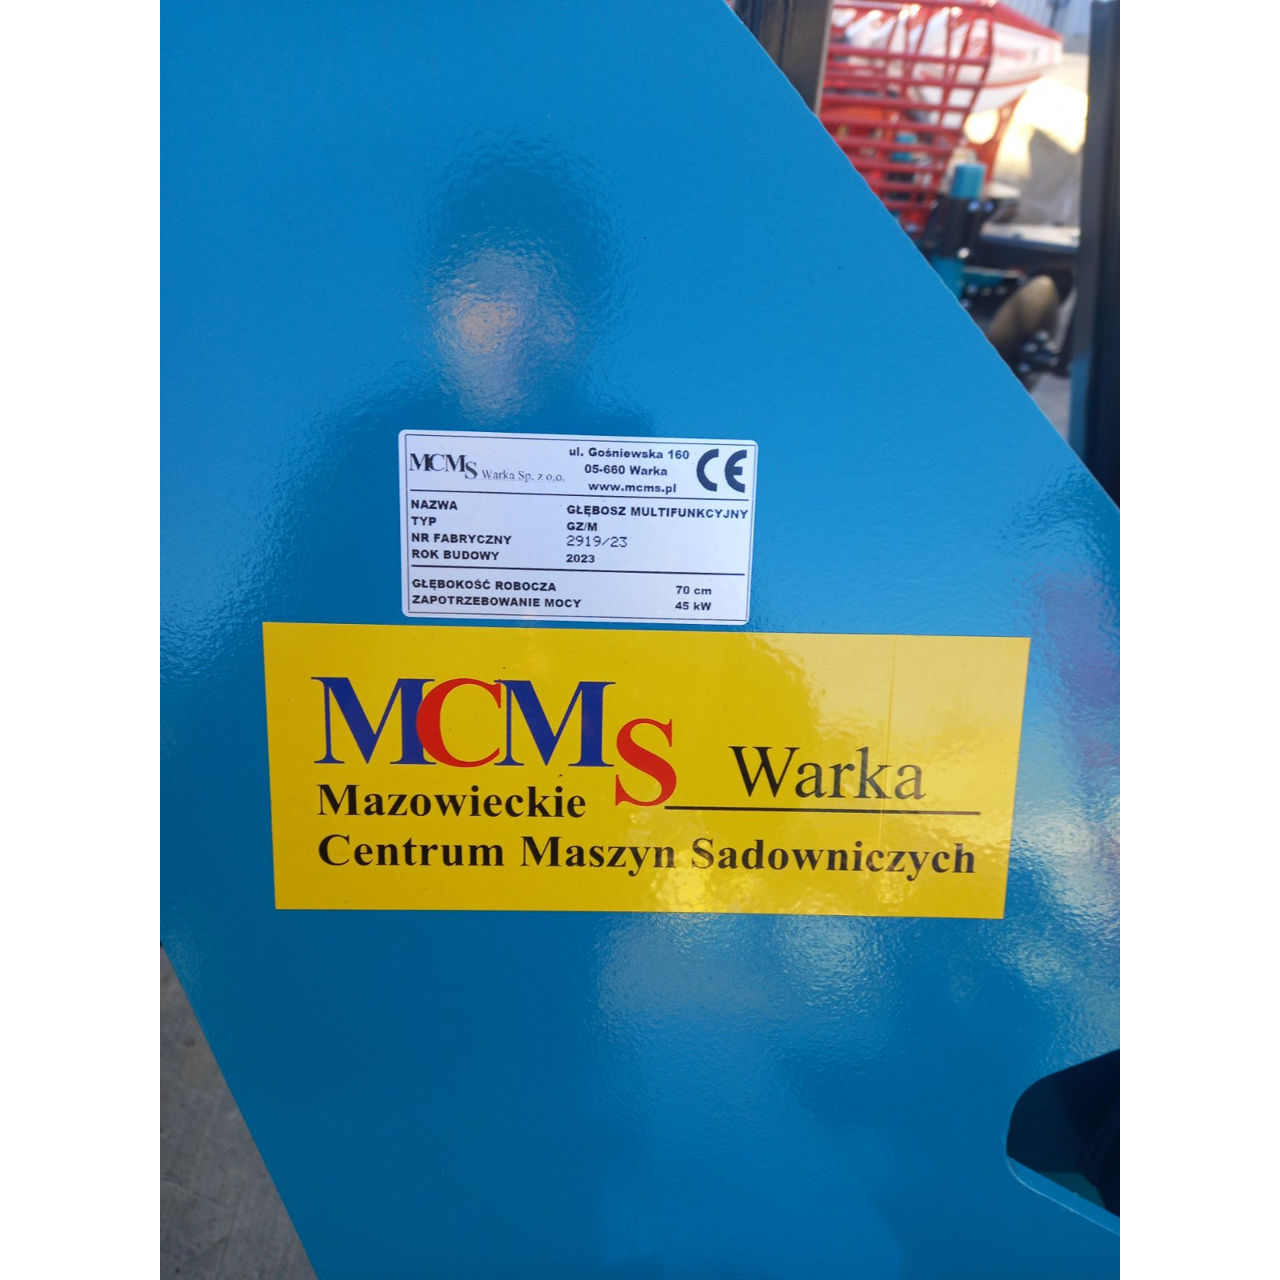 MCMS Warka Sp. z o.o.
ul. Gośniewska 160
05-660 Warka
www.mcms.pl
CE
NAZWA GŁĘBOSZ MULTIFUNKCYJNY
TYP GZ/M
NR FABRYCZNY 2919/23
ROK BUDOWY 2023
GŁĘBOKOŚĆ ROBOCZA 70 cm
ZAPOTRZEBOWANIE MOCY 45 kW
MCMS Warka
Mazowieckie
Centrum Maszyn Sadowniczych